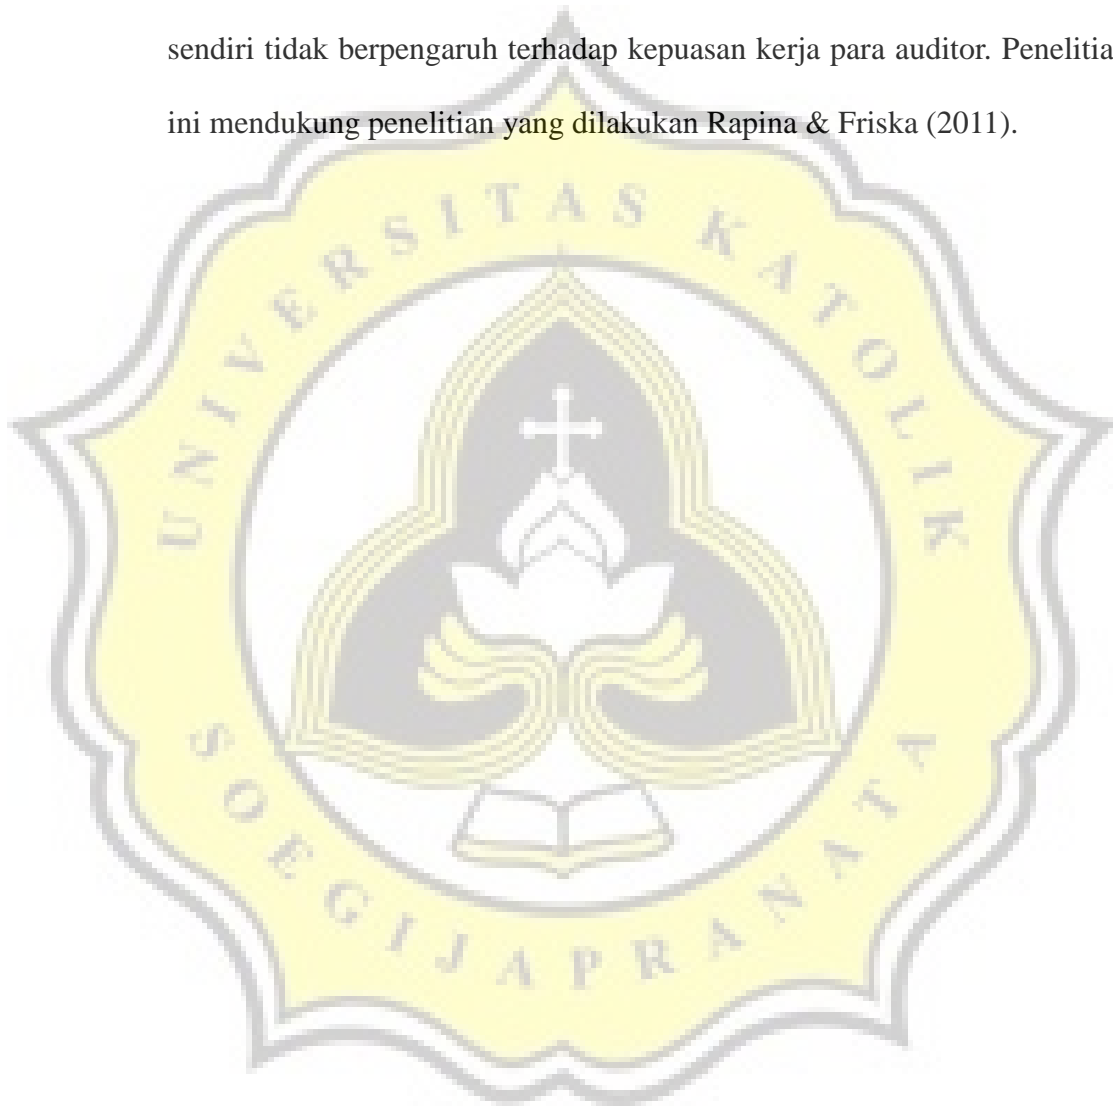 sendiri tidak berpengaruh terhadap kepuasan kerja para auditor. Penelitia
ini mendukung penelitian yang dilakukan Rapina & Friska (2011).
UNIVERSITAS KATOLIK
SOEGIJAPRANATA